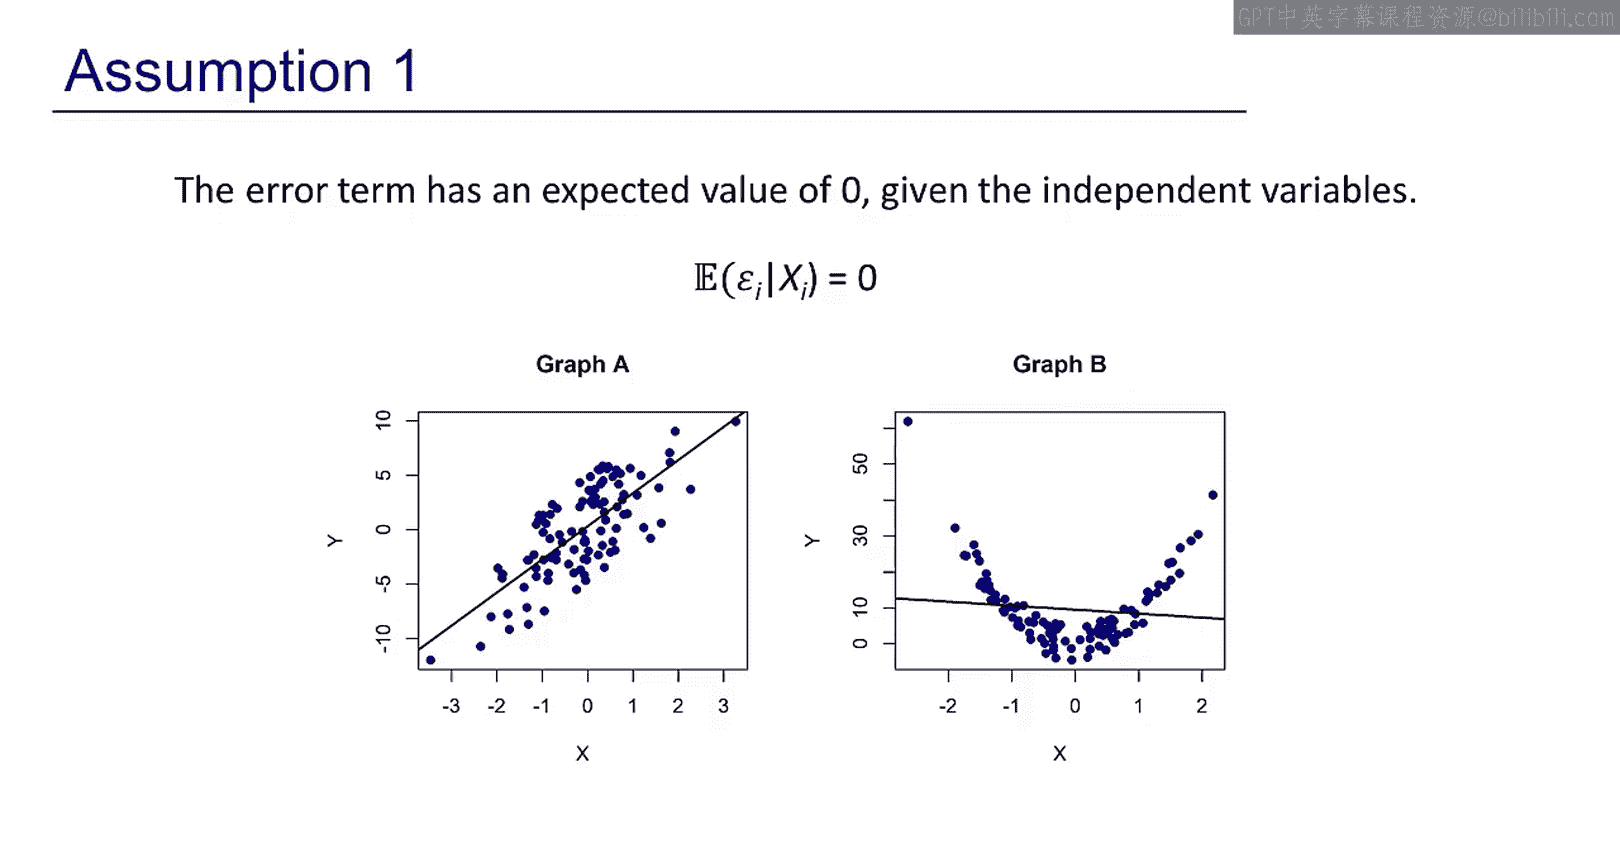 GPT中英字幕课程资源@bilibili.com
Assumption 1
The error term has an expected value of 0, given the independent variables.
𝔼(εᵢ|Xᵢ) = 0
Graph A
Graph B
10
5
0
-5
-10
Y
-3 -2 -1 0 1 2 3
X
50
30
10
0
Y
-2 -1 0 1 2
X